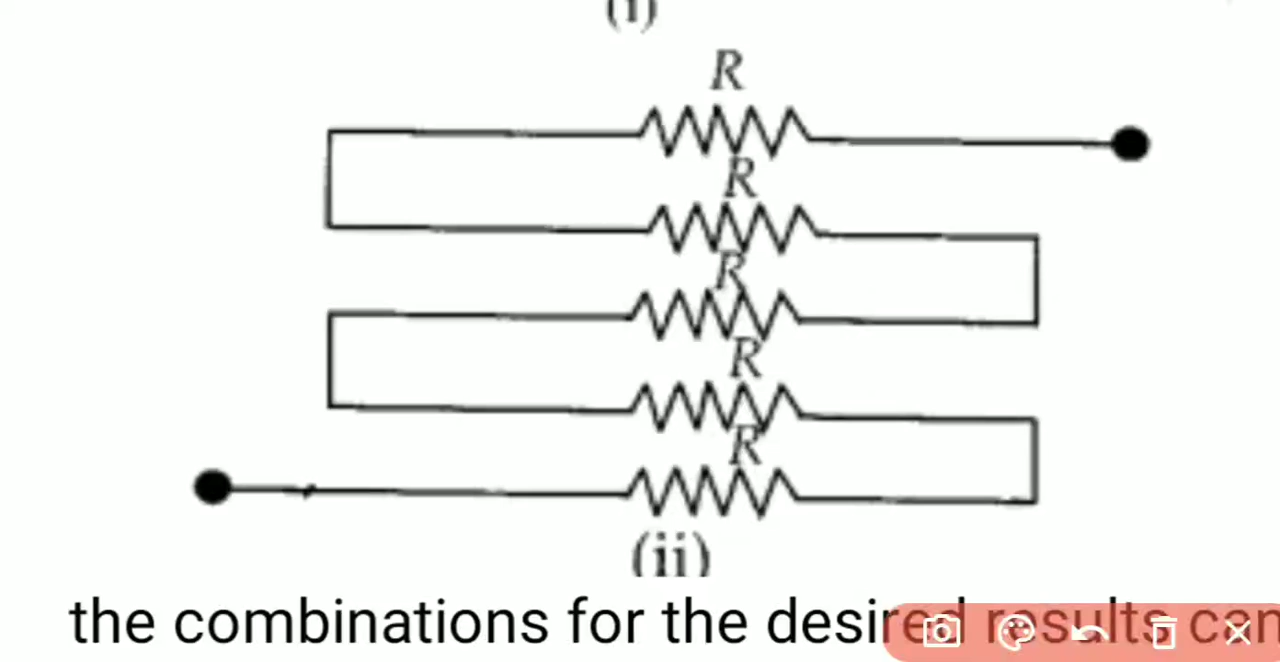 (i)
R
R
R
R
R
(ii)
the combinations for the desired results can